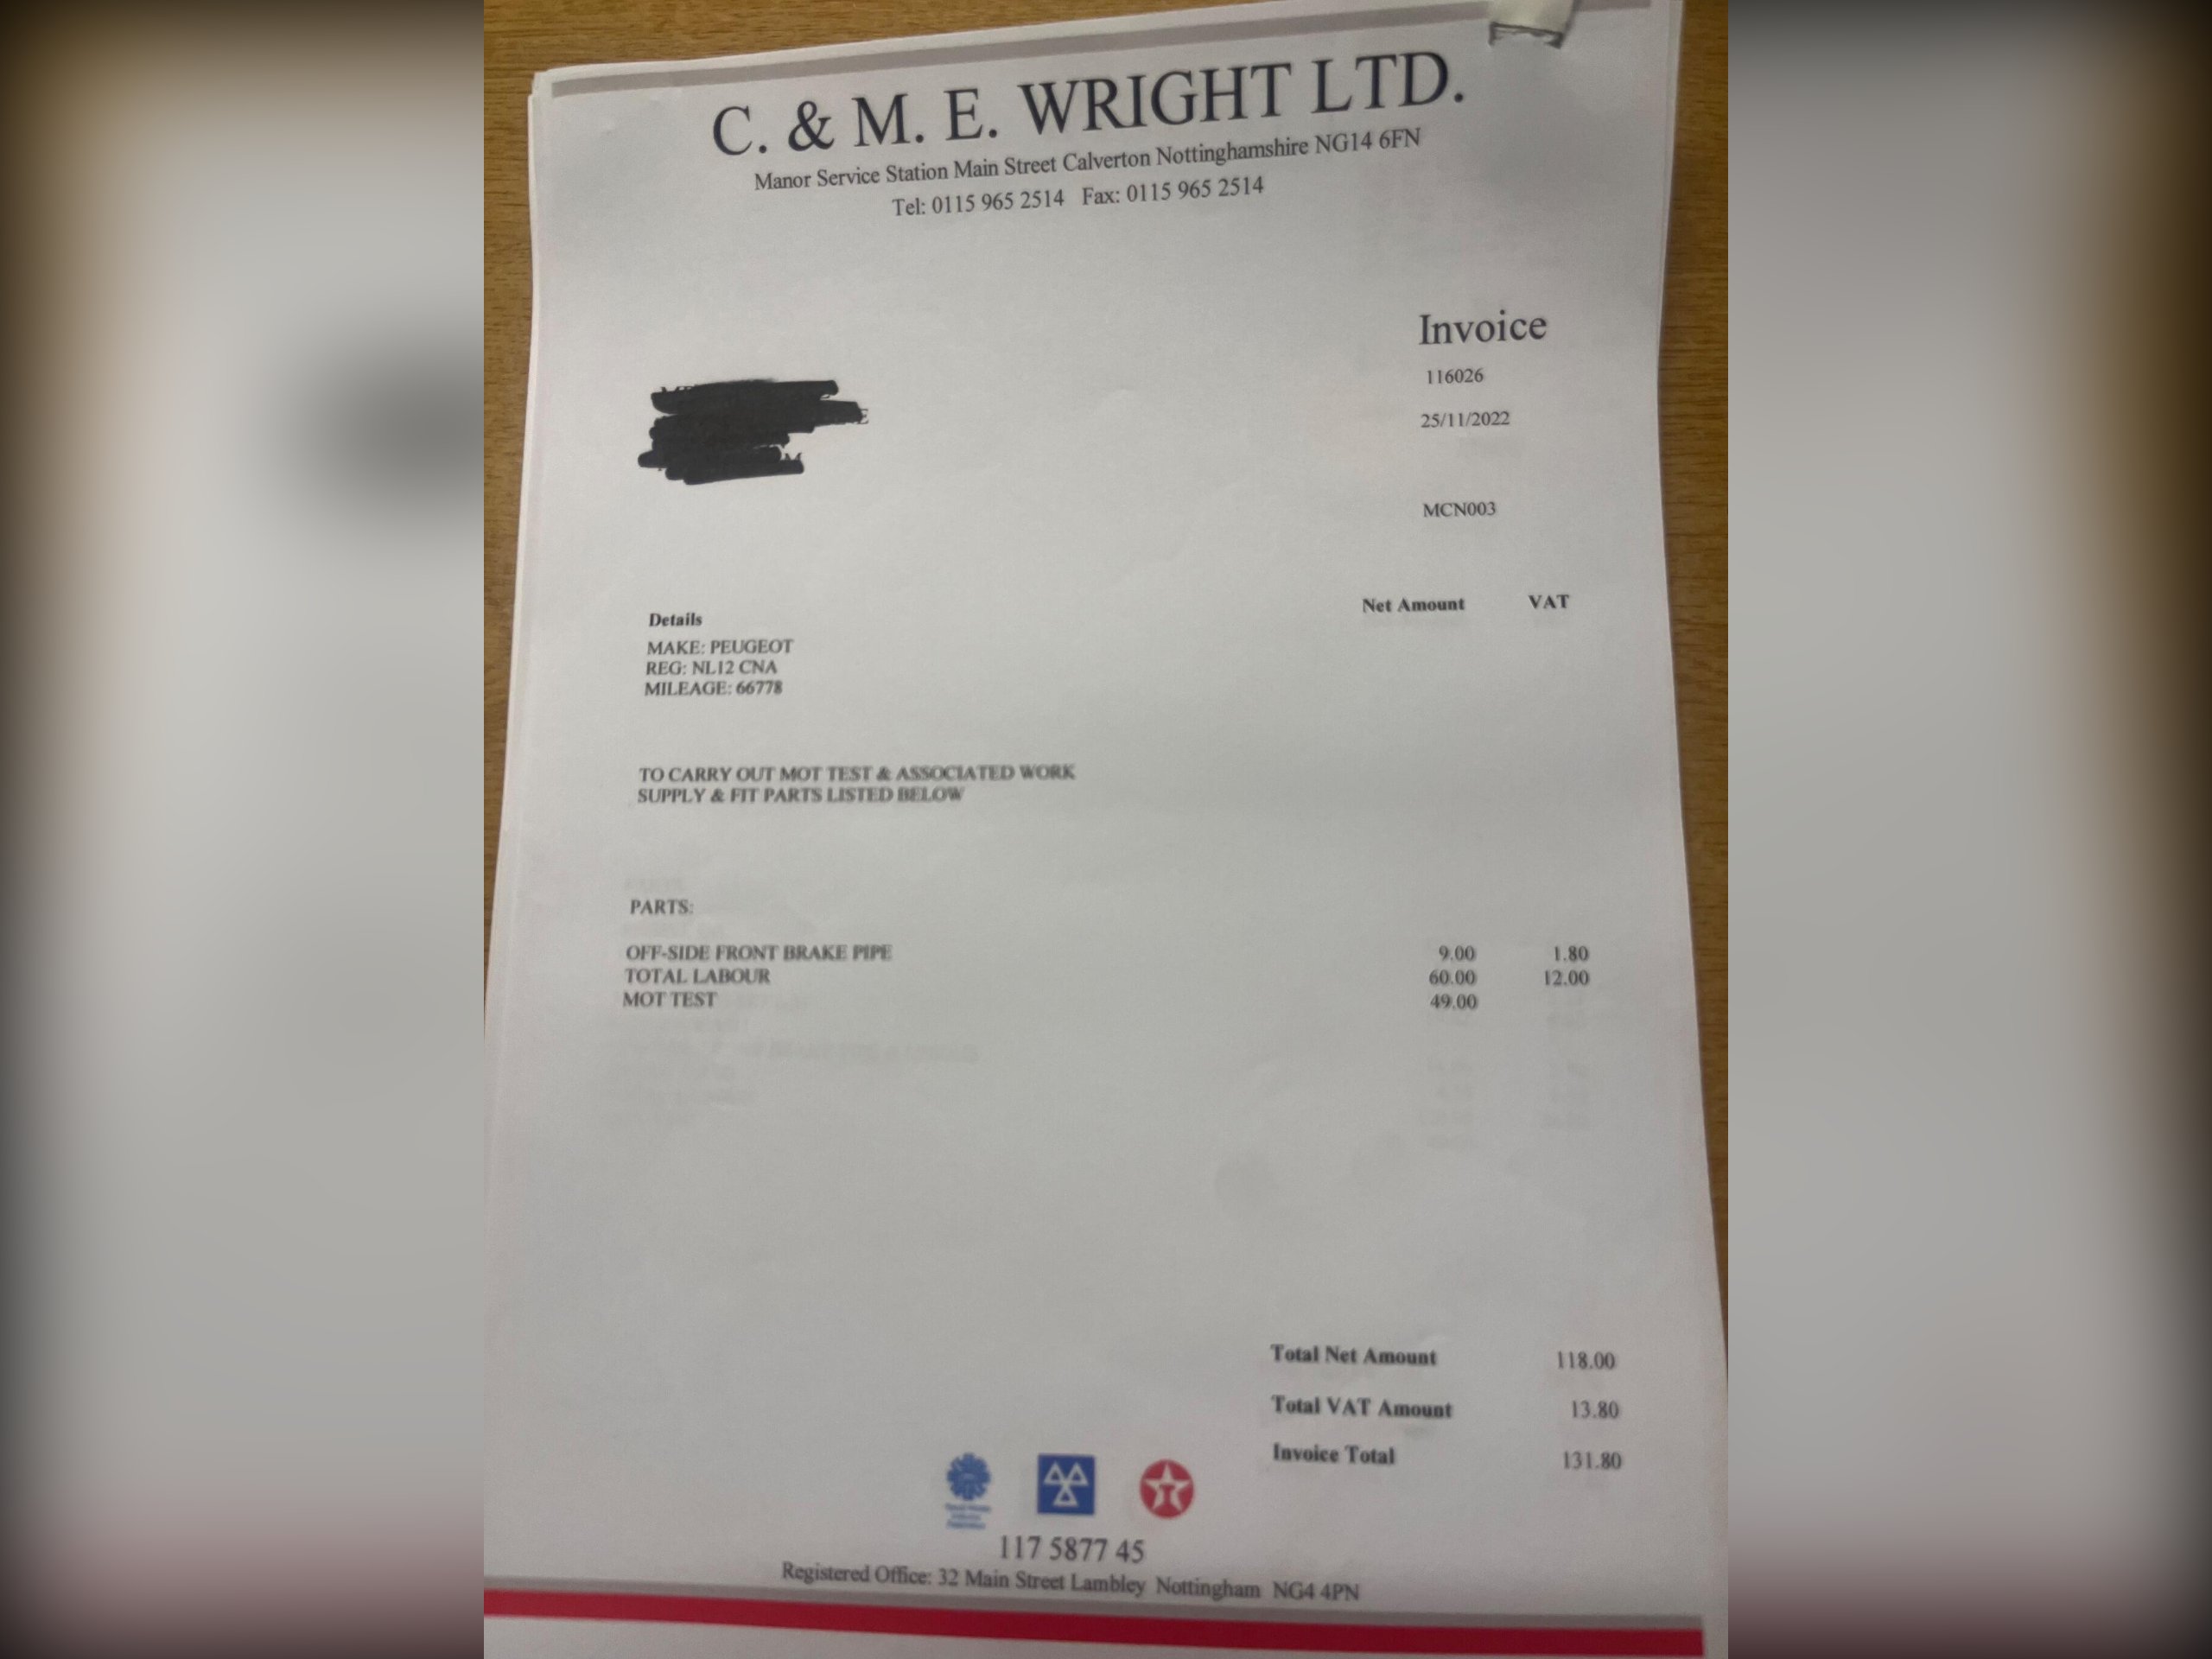 C. & M. E. WRIGHT LTD.
Manor Service Station Main Street Calverton Nottinghamshire NG14 6FN
Tel: 0115 965 2514 Fax: 0115 965 2514
Invoice
116026
25/11/2022
MCN003
Details Net Amount VAT
MAKE: PEUGEOT
REG: NL12 CNA
MILEAGE: 66778
TO CARRY OUT MOT TEST & ASSOCIATED WORK
SUPPLY & FIT PARTS LISTED BELOW
PARTS:
OFF-SIDE FRONT BRAKE PIPE 9.00 1.80
TOTAL LABOUR 60.00 12.00
MOT TEST 49.00
Total Net Amount 118.00
Total VAT Amount 13.80
Invoice Total 131.80
117 5877 45
Registered Office: 32 Main Street Lambley Nottingham NG4 4PN